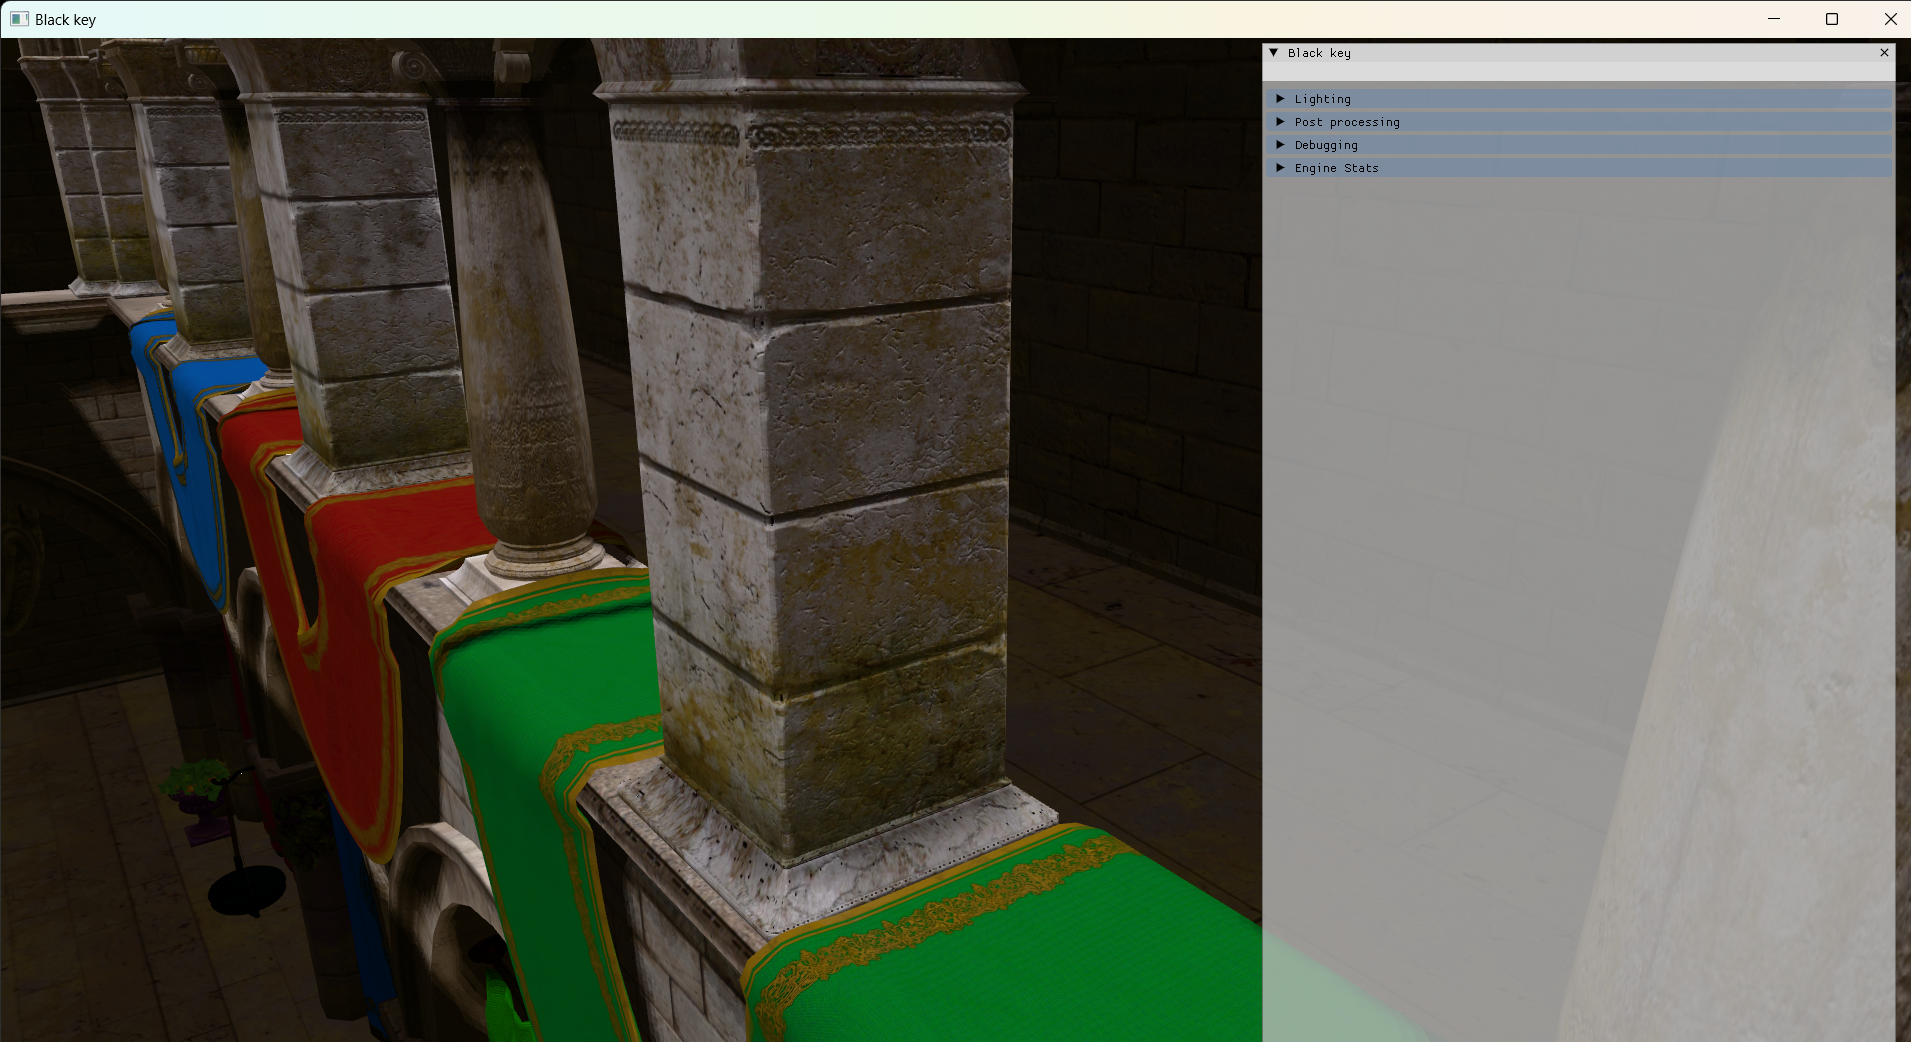 Black key
Black key
Lighting
Post processing
Debugging
Engine Stats